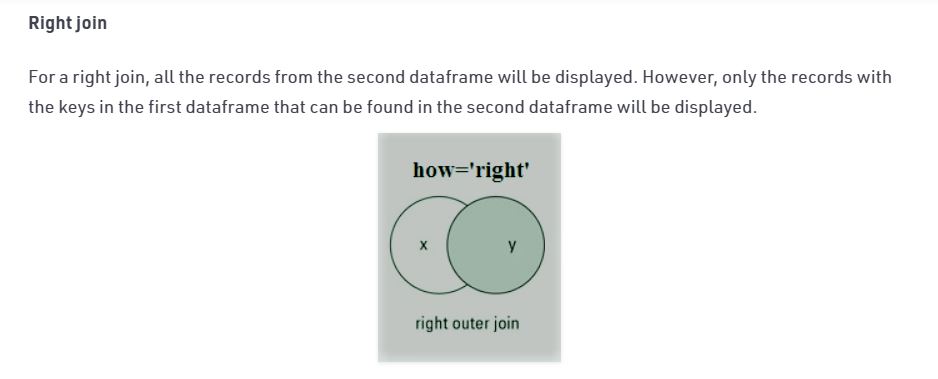 Right join
For a right join, all the records from the second dataframe will be displayed. However, only the records with
the keys in the first dataframe that can be found in the second dataframe will be displayed.
how='right'
x
y
right outer join